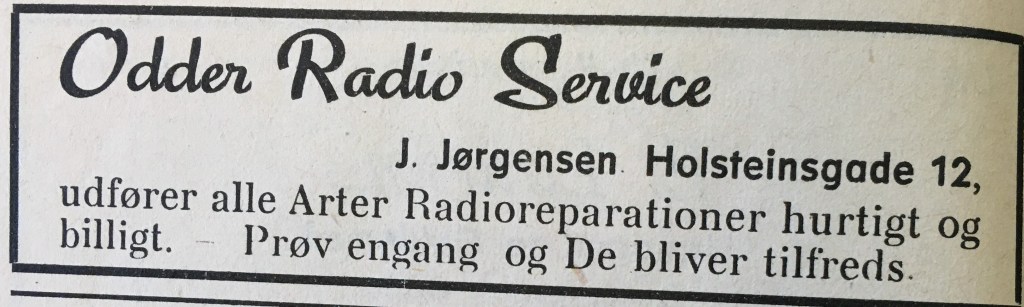 Odder Radio Service
J. Jørgensen. Holsteinsgade 12,
udfører alle Arter Radioreparationer hurtigt og
billigt. – Prøv engang og De bliver tilfreds.